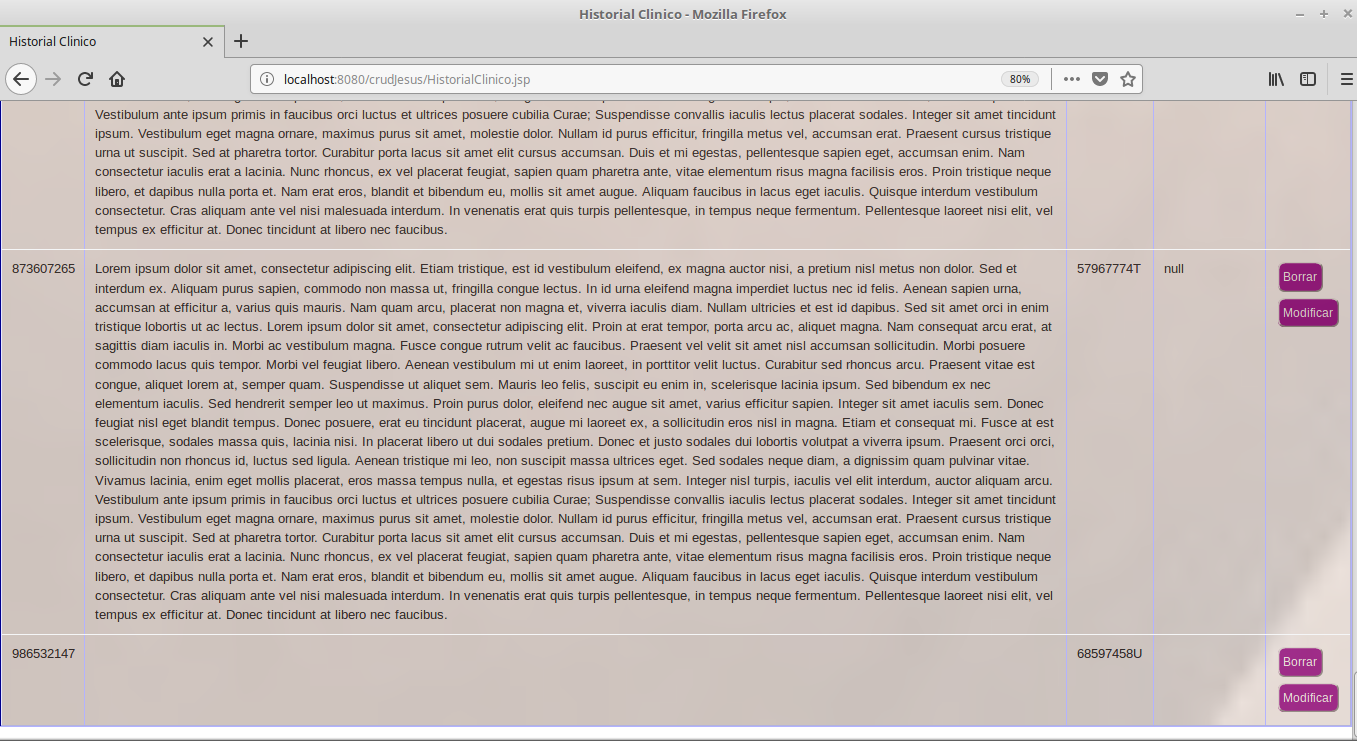 Historial Clinico - Mozilla Firefox
Historial Clinico
localhost:8080/crudJesus/HistorialClinico.jsp
80%
Vestibulum ante ipsum primis in faucibus orci luctus et ultrices posuere cubilia Curae; Suspendisse convallis iaculis lectus placerat sodales. Integer sit amet tincidunt
ipsum. Vestibulum eget magna ornare, maximus purus sit amet, molestie dolor. Nullam id purus efficitur, fringilla metus vel, accumsan erat. Praesent cursus tristique
urna ut suscipit. Sed at pharetra tortor. Curabitur porta lacus sit amet elit cursus accumsan. Duis et mi egestas, pellentesque sapien eget, accumsan enim. Nam
consectetur iaculis erat a lacinia. Nunc rhoncus, ex vel placerat feugiat, sapien quam pharetra ante, vitae elementum risus magna facilisis eros. Proin tristique neque
libero, et dapibus nulla porta et. Nam erat eros, blandit et bibendum eu, mollis sit amet augue. Aliquam faucibus in lacus eget iaculis. Quisque interdum vestibulum
consectetur. Cras aliquam ante vel nisi malesuada interdum. In venenatis erat quis turpis pellentesque, in tempus neque fermentum. Pellentesque laoreet nisi elit, vel
tempus ex efficitur at. Donec tincidunt at libero nec faucibus.
873607265
Lorem ipsum dolor sit amet, consectetur adipiscing elit. Etiam tristique, est id vestibulum eleifend, ex magna auctor nisi, a pretium nisl metus non dolor. Sed et
interdum ex. Aliquam purus sapien, commodo non massa ut, fringilla congue lectus. In id urna eleifend magna imperdiet luctus nec id felis. Aenean sapien urna,
accumsan at efficitur a, varius quis mauris. Nam quam arcu, placerat non magna et, viverra iaculis diam. Nullam ultricies et est id dapibus. Sed sit amet orci in enim
tristique lobortis ut ac lectus. Lorem ipsum dolor sit amet, consectetur adipiscing elit. Proin at erat tempor, porta arcu ac, aliquet magna. Nam consequat arcu erat, at
sagittis diam iaculis in. Morbi ac vestibulum magna. Fusce congue rutrum velit ac faucibus. Praesent vel velit sit amet nisl accumsan sollicitudin. Morbi posuere
commodo lacus quis tempor. Morbi vel feugiat libero. Aenean vestibulum mi ut enim laoreet, in porttitor velit luctus. Curabitur sed rhoncus arcu. Praesent vitae est
congue, aliquet lorem at, semper quam. Suspendisse ut aliquet sem. Mauris leo felis, suscipit eu enim in, scelerisque lacinia ipsum. Sed bibendum ex nec
elementum iaculis. Sed hendrerit semper leo ut maximus. Proin purus dolor, eleifend nec augue sit amet, varius efficitur sapien. Integer sit amet iaculis sem. Donec
feugiat nisl eget blandit tempus. Donec posuere, erat eu tincidunt placerat, augue mi laoreet ex, a sollicitudin eros nisl in magna. Etiam et consequat mi. Fusce at est
scelerisque, sodales massa quis, lacinia nisi. In placerat libero ut dui sodales pretium. Donec et justo sodales dui lobortis volutpat a viverra ipsum. Praesent orci orci,
sollicitudin non rhoncus id, luctus sed ligula. Aenean tristique mi leo, non suscipit massa ultrices eget. Sed sodales neque diam, a dignissim quam pulvinar vitae.
Vivamus lacinia, enim eget mollis placerat, eros massa tempus nulla, et egestas risus ipsum at sem. Integer nisl turpis, iaculis vel elit interdum, auctor aliquam arcu.
Vestibulum ante ipsum primis in faucibus orci luctus et ultrices posuere cubilia Curae; Suspendisse convallis iaculis lectus placerat sodales. Integer sit amet tincidunt
ipsum. Vestibulum eget magna ornare, maximus purus sit amet, molestie dolor. Nullam id purus efficitur, fringilla metus vel, accumsan erat. Praesent cursus tristique
urna ut suscipit. Sed at pharetra tortor. Curabitur porta lacus sit amet elit cursus accumsan. Duis et mi egestas, pellentesque sapien eget, accumsan enim. Nam
consectetur iaculis erat a lacinia. Nunc rhoncus, ex vel placerat feugiat, sapien quam pharetra ante, vitae elementum risus magna facilisis eros. Proin tristique neque
libero, et dapibus nulla porta et. Nam erat eros, blandit et bibendum eu, mollis sit amet augue. Aliquam faucibus in lacus eget iaculis. Quisque interdum vestibulum
consectetur. Cras aliquam ante vel nisi malesuada interdum. In venenatis erat quis turpis pellentesque, in tempus neque fermentum. Pellentesque laoreet nisi elit, vel
tempus ex efficitur at. Donec tincidunt at libero nec faucibus.
57967774T
null
Borrar
Modificar
986532147
68597458U
Borrar
Modificar